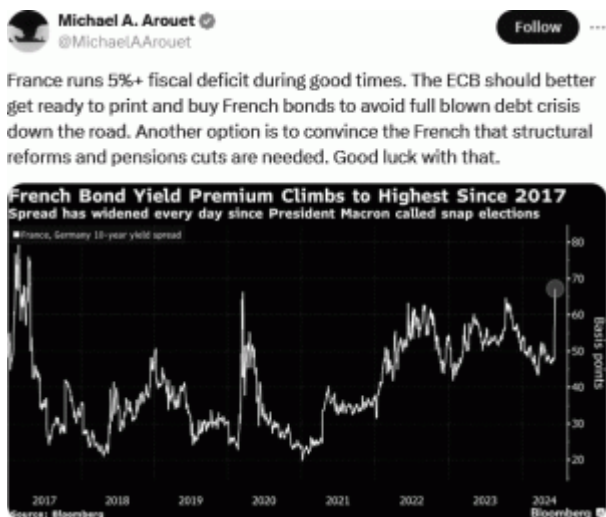 Michael A. Arouet
@MichaelAArouet
Follow
France runs 5%+ fiscal deficit during good times. The ECB should better
get ready to print and buy French bonds to avoid full blown debt crisis
down the road. Another option is to convince the French that structural
reforms and pensions cuts are needed. Good luck with that.
French Bond Yield Premium Climbs to Highest Since 2017
Spread has widened every day since President Macron called snap elections
France, Germany 10-year yield spread
80
70
60
50
40
30
20
Basis points
2017 2018 2019 2020 2021 2022 2023 2024
Source: Bloomberg
Bloomberg